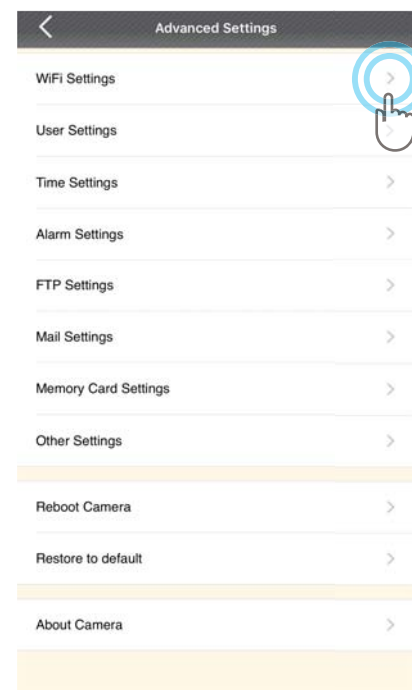 Advanced Settings
WiFi Settings
User Settings
Time Settings
Alarm Settings
FTP Settings
Mail Settings
Memory Card Settings
Other Settings
Reboot Camera
Restore to default
About Camera